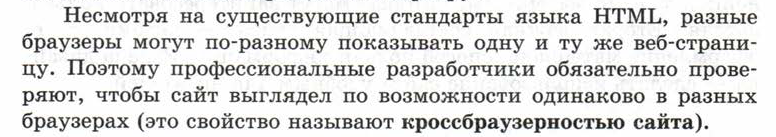 Несмотря на существующие стандарты языка HTML, разные
браузеры могут по-разному показывать одну и ту же веб-страни-
цу. Поэтому профессиональные разработчики обязательно прове-
ряют, чтобы сайт выглядел по возможности одинаково в разных
браузерах (это свойство называют кроссбраузерностью сайта).